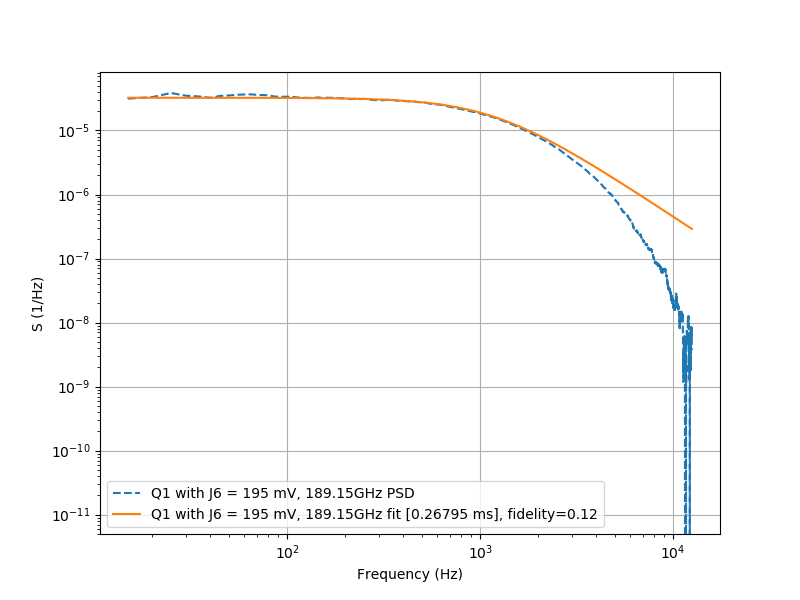 10⁻⁵
10⁻⁶
10⁻⁷
10⁻⁸
10⁻⁹
10⁻¹⁰
10⁻¹¹
S (1/Hz)
Q1 with J6 = 195 mV, 189.15GHz PSD
Q1 with J6 = 195 mV, 189.15GHz fit [0.26795 ms], fidelity=0.12
10² 10³ 10⁴
Frequency (Hz)